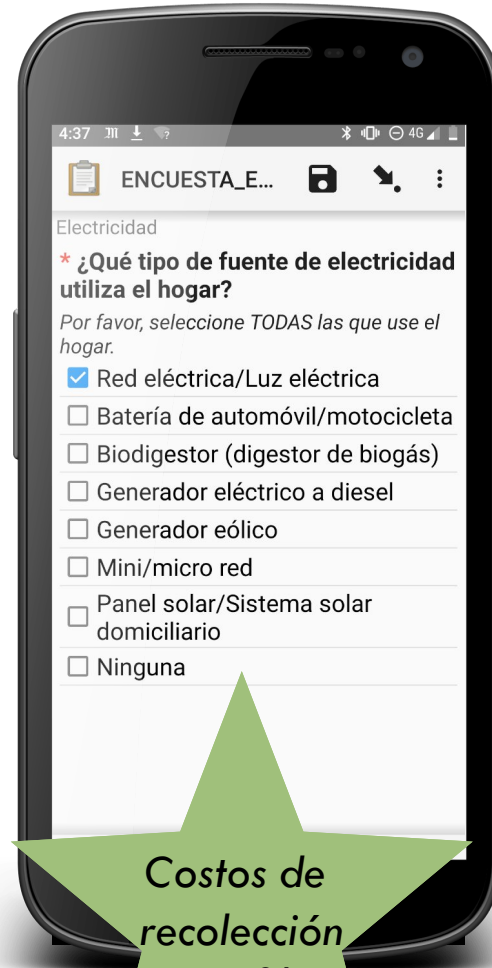 4:37 4G
ENCUESTA_E...
Electricidad
* ¿Qué tipo de fuente de electricidad
utiliza el hogar?
Por favor, seleccione TODAS las que use el
hogar.
Red eléctrica/Luz eléctrica
Batería de automóvil/motocicleta
Biodigestor (digestor de biogás)
Generador eléctrico a diesel
Generador eólico
Mini/micro red
Panel solar/Sistema solar
domiciliario
Ninguna
Costos de
recolección